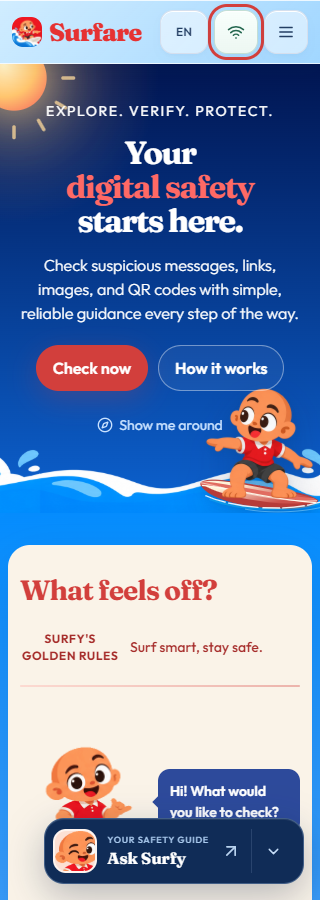 Surfare
EN
EXPLORE. VERIFY. PROTECT.
Your
digital safety
starts here.
Check suspicious messages, links,
images, and QR codes with simple,
reliable guidance every step of the way.
Check now
How it works
Show me around
What feels off?
SURFY'S
GOLDEN RULES
Surf smart, stay safe.
Hi! What would
you like to check?
YOUR SAFETY GUIDE
Ask Surfy